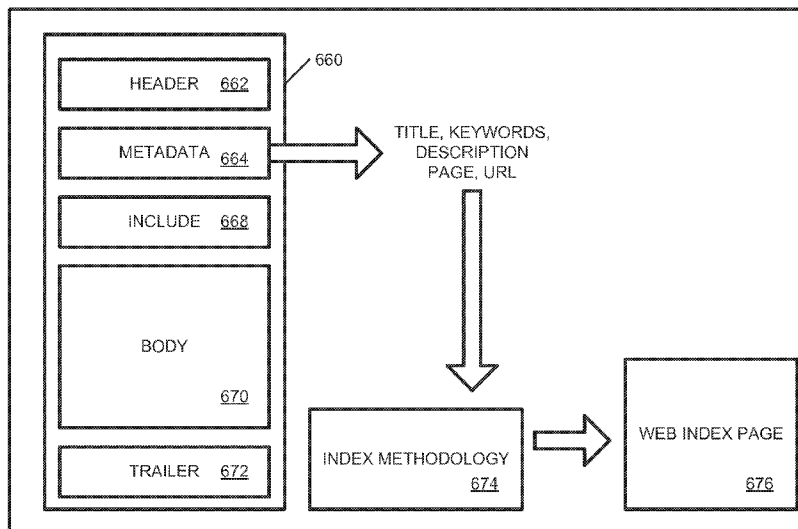 660
HEADER 662
METADATA 664
TITLE, KEYWORDS,
DESCRIPTION
PAGE, URL
INCLUDE 668
BODY
670
TRAILER 672
INDEX METHODOLOGY
674
WEB INDEX PAGE
676